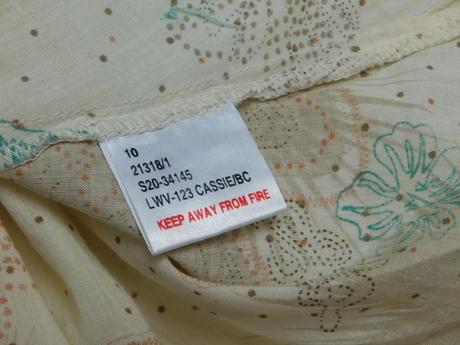 10
21318/1
S20-34145
LWV-123 CASSIE/BC
KEEP AWAY FROM FIRE